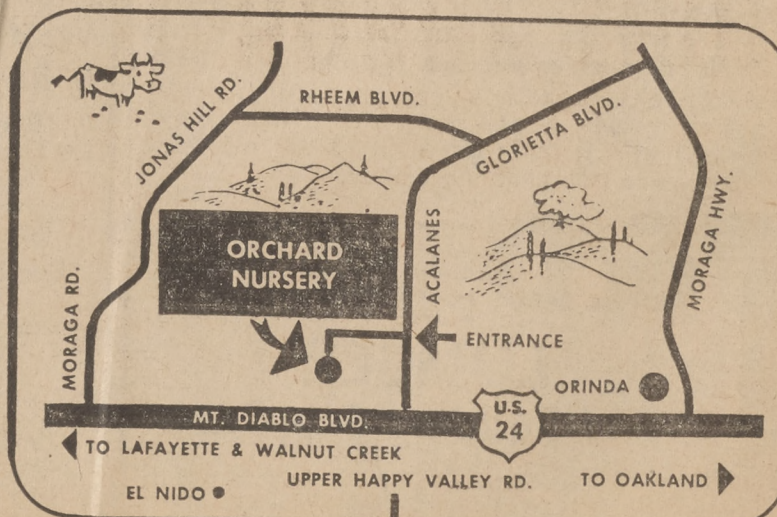 JONAS HILL RD.
RHEEM BLVD.
GLORIETTA BLVD.
MORAGA HWY.
ORCHARD
NURSERY
ACALANES
MORAGA RD.
ENTRANCE
ORINDA
MT. DIABLO BLVD.
U.S.
24
TO LAFAYETTE & WALNUT CREEK
UPPER HAPPY VALLEY RD.
TO OAKLAND
EL NIDO